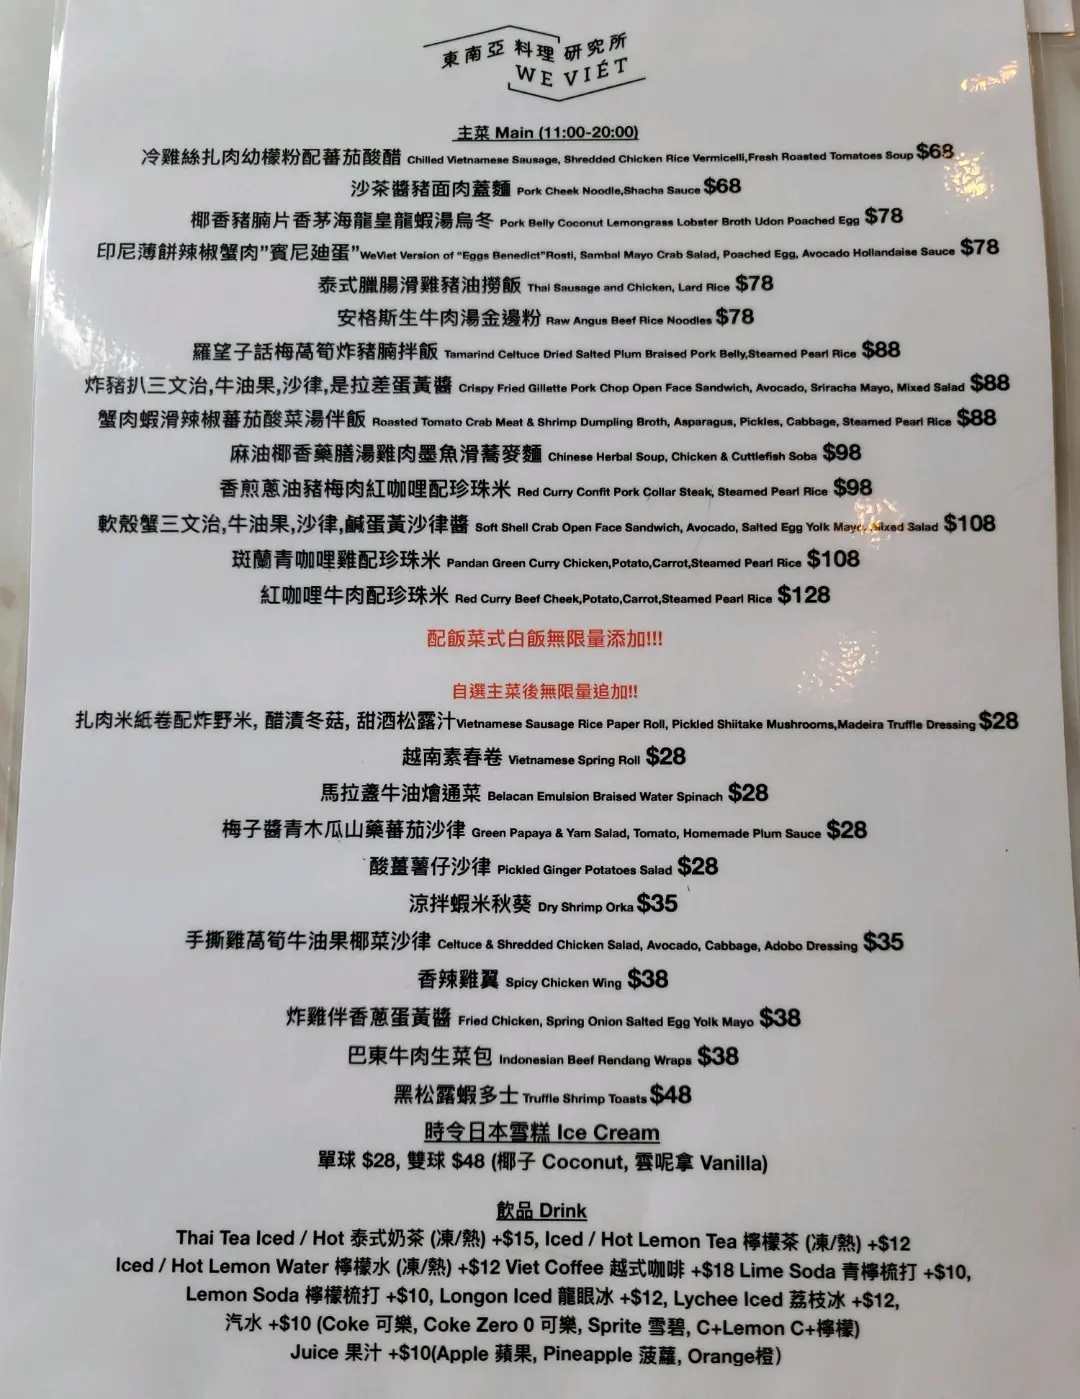 東南亞 料理 研究所
WE VIÉT
主菜 Main (11:00-20:00)
冷雞絲扎肉幼檬粉配蕃茄酸醋 Chilled Vietnamese Sausage, Shredded Chicken Rice Vermicelli,Fresh Roasted Tomatoes Soup $68
沙茶醬豬面肉蓋麵 Pork Cheek Noodle,Shacha Sauce $68
椰香豬腩片香茅海龍皇龍蝦湯烏冬 Pork Belly Coconut Lemongrass Lobster Broth Udon Poached Egg $78
印尼薄餅辣椒蟹肉"賓尼廸蛋"WeViet Version of "Eggs Benedict"Rosti, Sambal Mayo Crab Salad, Poached Egg, Avocado Hollandaise Sauce $78
泰式臘腸滑雞豬油撈飯 Thai Sausage and Chicken, Lard Rice $78
安格斯生牛肉湯金邊粉 Raw Angus Beef Rice Noodles $78
羅望子話梅萵筍炸豬腩拌飯 Tamarind Celtuce Dried Salted Plum Braised Pork Belly,Steamed Pearl Rice $88
炸豬扒三文治,牛油果,沙律,是拉差蛋黃醬 Crispy Fried Gillette Pork Chop Open Face Sandwich, Avocado, Sriracha Mayo, Mixed Salad $88
蟹肉蝦滑辣椒蕃茄酸菜湯伴飯 Roasted Tomato Crab Meat & Shrimp Dumpling Broth, Asparagus, Pickles, Cabbage, Steamed Pearl Rice $88
麻油椰香藥膳湯雞肉墨魚滑蕎麥麵 Chinese Herbal Soup, Chicken & Cuttlefish Soba $98
香煎蔥油豬梅肉紅咖哩配珍珠米 Red Curry Confit Pork Collar Steak, Steamed Pearl Rice $98
軟殼蟹三文治,牛油果,沙律,鹹蛋黃沙律醬 Soft Shell Crab Open Face Sandwich, Avocado, Salted Egg Yolk Mayo, Mixed Salad $108
斑蘭青咖哩雞配珍珠米 Pandan Green Curry Chicken,Potato,Carrot,Steamed Pearl Rice $108
紅咖哩牛肉配珍珠米 Red Curry Beef Cheek,Potato,Carrot,Steamed Pearl Rice $128
配飯菜式白飯無限量添加!!!
自選主菜後無限量追加!!
扎肉米紙卷配炸野米, 醋漬冬菇, 甜酒松露汁Vietnamese Sausage Rice Paper Roll, Pickled Shiitake Mushrooms,Madeira Truffle Dressing $28
越南素春卷 Vietnamese Spring Roll $28
馬拉盞牛油燴通菜 Belacan Emulsion Braised Water Spinach $28
梅子醬青木瓜山藥蕃茄沙律 Green Papaya & Yam Salad, Tomato, Homemade Plum Sauce $28
酸薑薯仔沙律 Pickled Ginger Potatoes Salad $28
涼拌蝦米秋葵 Dry Shrimp Orka $35
手撕雞萵筍牛油果椰菜沙律 Celtuce & Shredded Chicken Salad, Avocado, Cabbage, Adobo Dressing $35
香辣雞翼 Spicy Chicken Wing $38
炸雞伴香蔥蛋黃醬 Fried Chicken, Spring Onion Salted Egg Yolk Mayo $38
巴東牛肉生菜包 Indonesian Beef Rendang Wraps $38
黑松露蝦多士 Truffle Shrimp Toasts $48
時令日本雪糕 Ice Cream
單球 $28, 雙球 $48 (椰子 Coconut, 雲呢拿 Vanilla)
飲品 Drink
Thai Tea Iced / Hot 泰式奶茶 (凍/熱) +$15, Iced / Hot Lemon Tea 檸檬茶 (凍/熱) +$12
Iced / Hot Lemon Water 檸檬水 (凍/熱) +$12 Viet Coffee 越式咖啡 +$18 Lime Soda 青檸梳打 +$10,
Lemon Soda 檸檬梳打 +$10, Longon Iced 龍眼冰 +$12, Lychee Iced 荔枝冰 +$12,
汽水 +$10 (Coke 可樂, Coke Zero 0 可樂, Sprite 雪碧, C+Lemon C+檸檬)
Juice 果汁 +$10(Apple 蘋果, Pineapple 菠蘿, Orange橙)